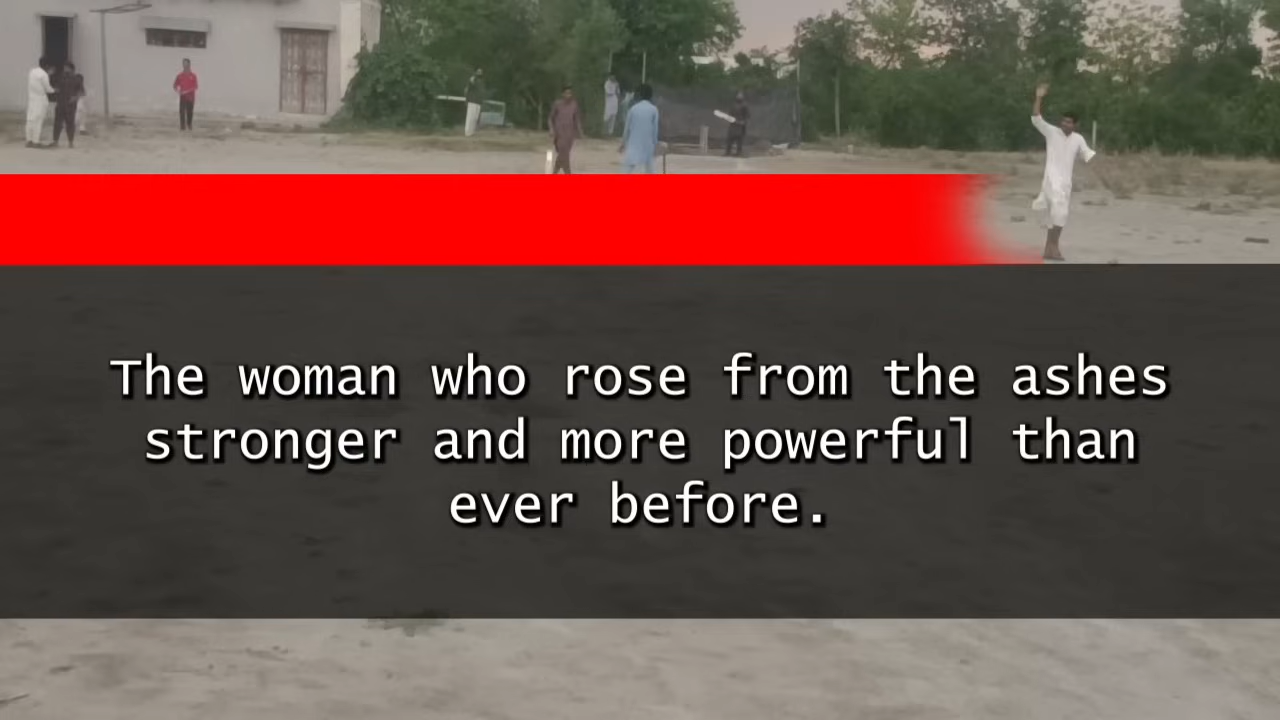 The woman who rose from the ashes
stronger and more powerful than
ever before.